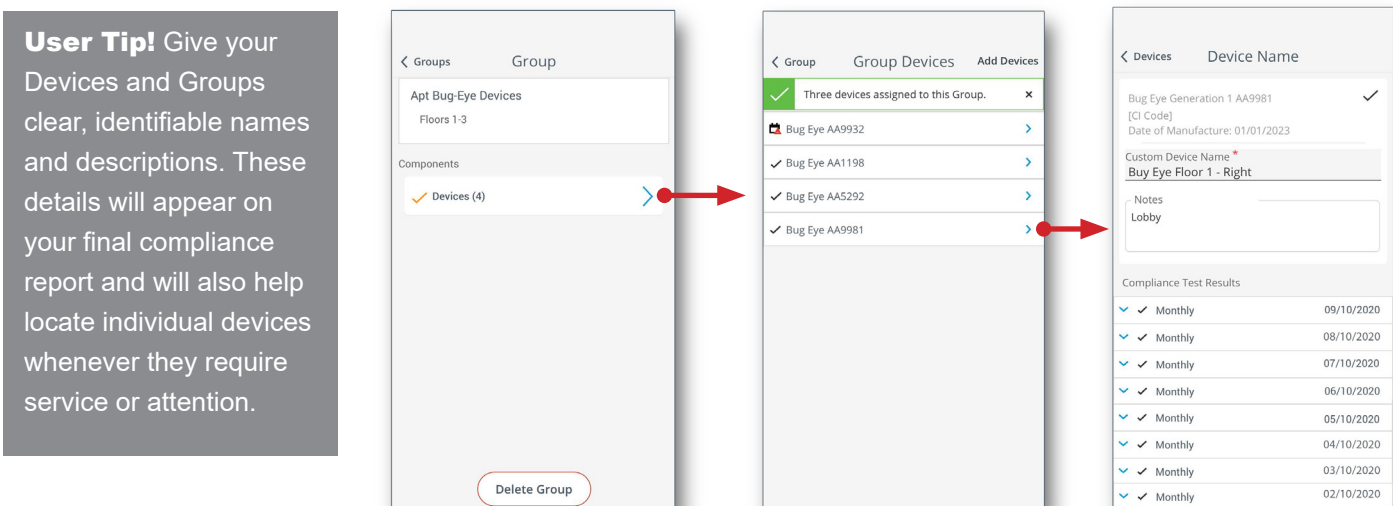 User Tip! Give your
Devices and Groups
clear, identifiable names
and descriptions. These
details will appear on
your final compliance
report and will also help
locate individual devices
whenever they require
service or attention.
Groups
Group
Apt Bug-Eye Devices
Floors 1-3
Components
Devices (4)
Delete Group
Group
Group Devices
Add Devices
Three devices assigned to this Group. ×
Bug Eye AA9932
Bug Eye AA1198
Bug Eye AA5292
Bug Eye AA9981
Devices
Device Name
Bug Eye Generation 1 AA9981
[CI Code]
Date of Manufacture: 01/01/2023
Custom Device Name *
Buy Eye Floor 1 - Right
Notes
Lobby
Compliance Test Results
Monthly 09/10/2020
Monthly 08/10/2020
Monthly 07/10/2020
Monthly 06/10/2020
Monthly 05/10/2020
Monthly 04/10/2020
Monthly 03/10/2020
Monthly 02/10/2020